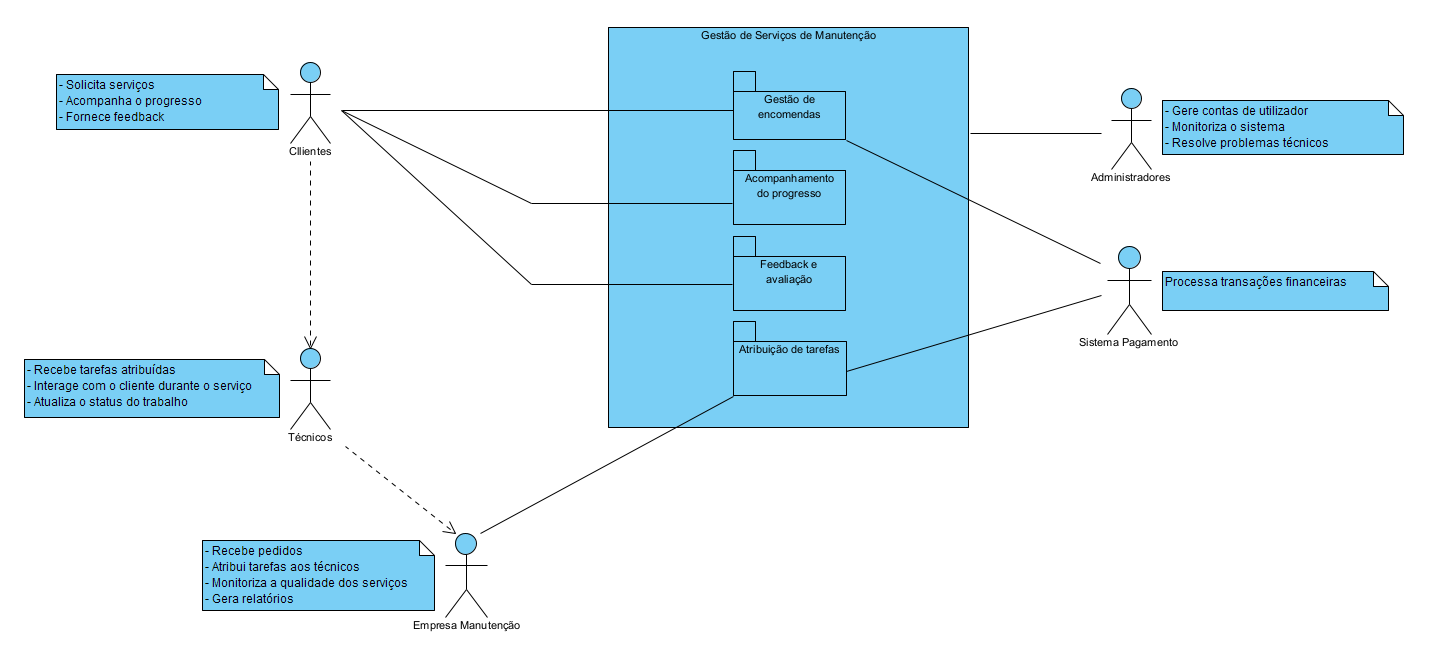 Gestão de Serviços de Manutenção
- Solicita serviços
- Acompanha o progresso
- Fornece feedback
Cllientes
Gestão de
encomendas
Acompanhamento
do progresso
Feedback e
avaliação
Atribuição de tarefas
- Gere contas de utilizador
- Monitoriza o sistema
- Resolve problemas técnicos
Administradores
Processa transações financeiras
Sistema Pagamento
- Recebe tarefas atribuídas
- Interage com o cliente durante o serviço
- Atualiza o status do trabalho
Técnicos
- Recebe pedidos
- Atribui tarefas aos técnicos
- Monitoriza a qualidade dos serviços
- Gera relatórios
Empresa Manutenção